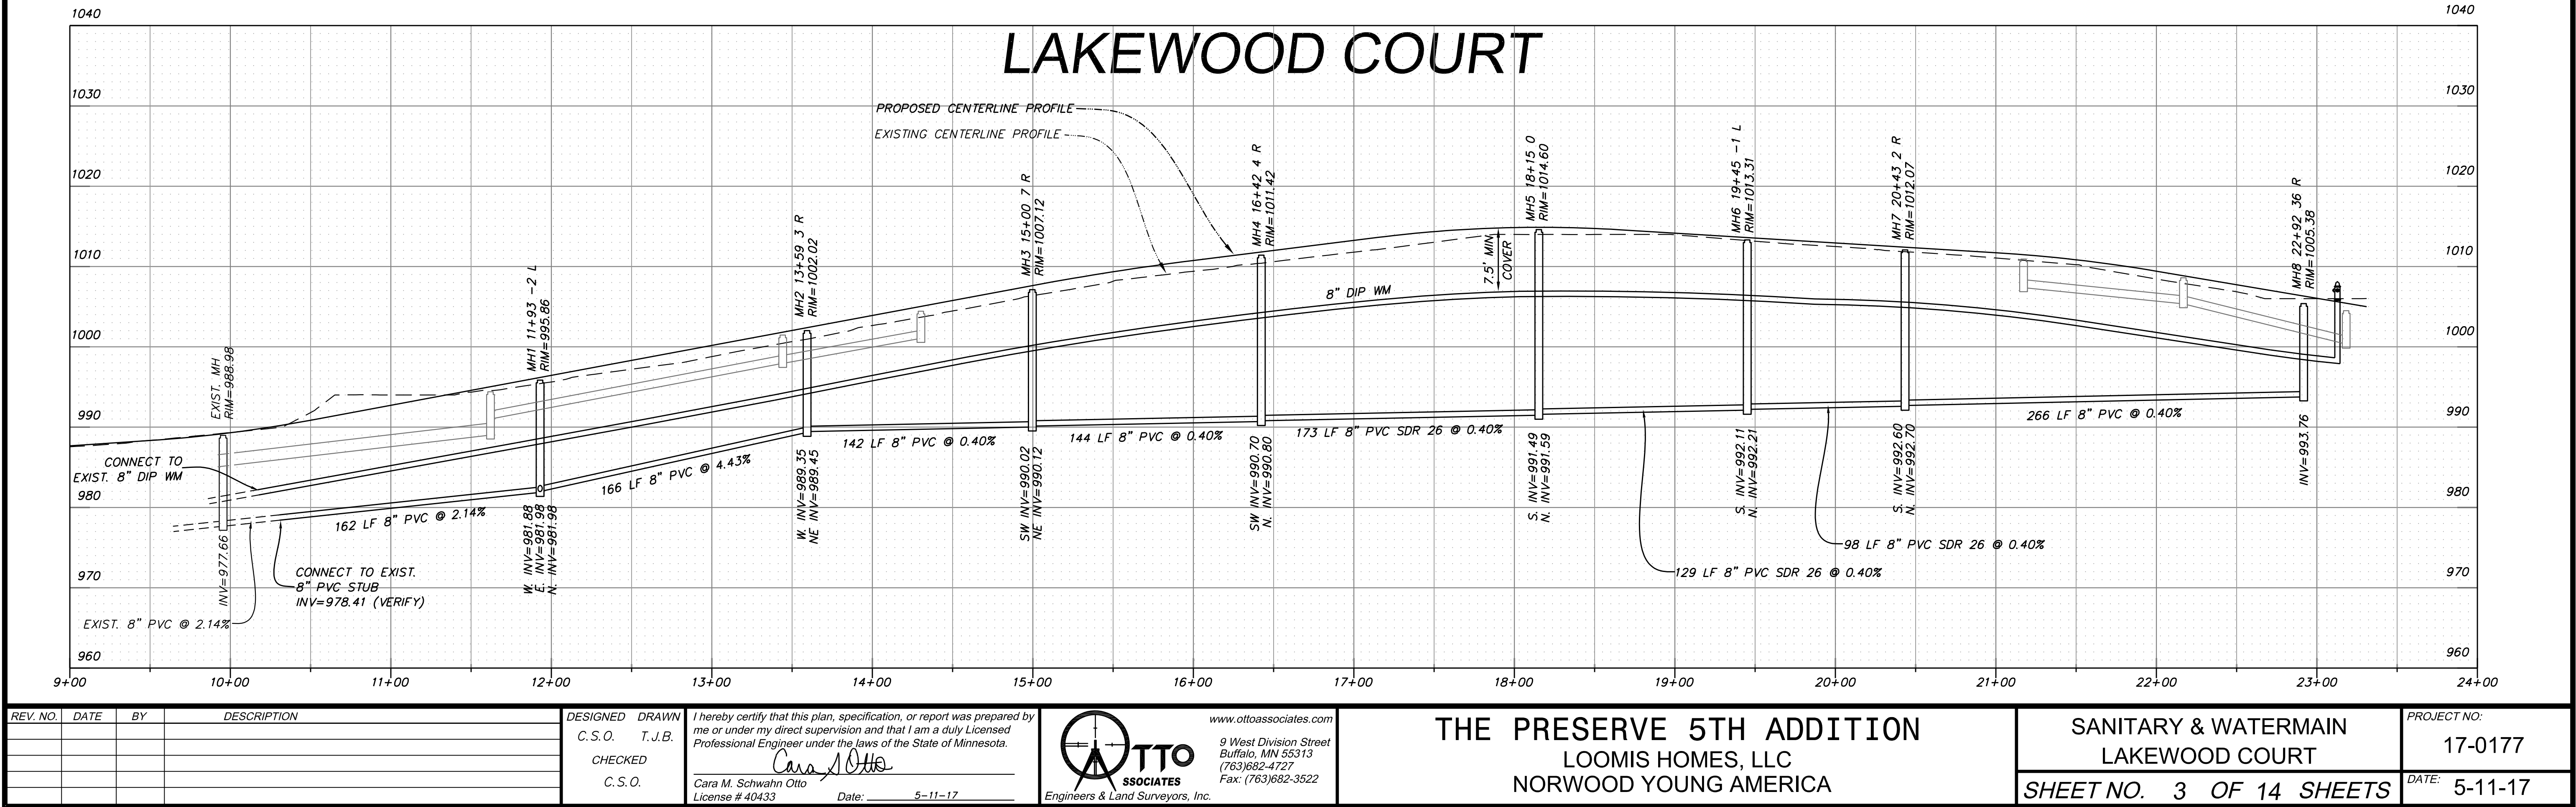 1040
1040
LAKEWOOD COURT
1030
1030
PROPOSED CENTERLINE PROFILE
EXISTING CENTERLINE PROFILE
1020
1020
1010
1010
1000
1000
990
990
980
980
970
970
960
960
EXIST. MH
RIM=988.98
INV=977.66
MH1 11+93 -2 L
RIM=995.86
W. INV=981.88
E. INV=981.98
N. INV=981.98
MH2 13+59 3 R
RIM=1002.02
W. INV=989.35
NE INV=989.45
MH3 15+00 7 R
RIM=1007.12
SW INV=990.02
NE INV=990.12
MH4 16+42 4 R
RIM=1011.42
SW INV=990.70
N. INV=990.80
MH5 18+15 0
RIM=1014.60
S. INV=991.49
N. INV=991.59
MH6 19+45 -1 L
RIM=1013.31
S. INV=992.11
N. INV=992.21
MH7 20+43 2 R
RIM=1012.07
S. INV=992.60
N. INV=992.70
MH8 22+92 36 R
RIM=1005.38
INV=993.76
7.5' MIN
COVER
8" DIP WM
CONNECT TO
EXIST. 8" DIP WM
162 LF 8" PVC @ 2.14%
166 LF 8" PVC @ 4.43%
142 LF 8" PVC @ 0.40%
144 LF 8" PVC @ 0.40%
173 LF 8" PVC SDR 26 @ 0.40%
266 LF 8" PVC @ 0.40%
98 LF 8" PVC SDR 26 @ 0.40%
129 LF 8" PVC SDR 26 @ 0.40%
CONNECT TO EXIST.
8" PVC STUB
INV=978.41 (VERIFY)
EXIST. 8" PVC @ 2.14%
9+00 10+00 11+00 12+00 13+00 14+00 15+00 16+00 17+00 18+00 19+00 20+00 21+00 22+00 23+00 24+00
REV. NO. DATE BY DESCRIPTION
DESIGNED DRAWN
C.S.O. T.J.B.
CHECKED
C.S.O.
I hereby certify that this plan, specification, or report was prepared by
me or under my direct supervision and that I am a duly Licensed
Professional Engineer under the laws of the State of Minnesota.
Cara S Otto
Cara M. Schwahn Otto
License # 40433 Date: 5-11-17
OTTO
ASSOCIATES
Engineers & Land Surveyors, Inc.
www.ottoassociates.com
9 West Division Street
Buffalo, MN 55313
(763)682-4727
Fax: (763)682-3522
THE PRESERVE 5TH ADDITION
LOOMIS HOMES, LLC
NORWOOD YOUNG AMERICA
SANITARY & WATERMAIN
LAKEWOOD COURT
SHEET NO. 3 OF 14 SHEETS
PROJECT NO:
17-0177
DATE: 5-11-17